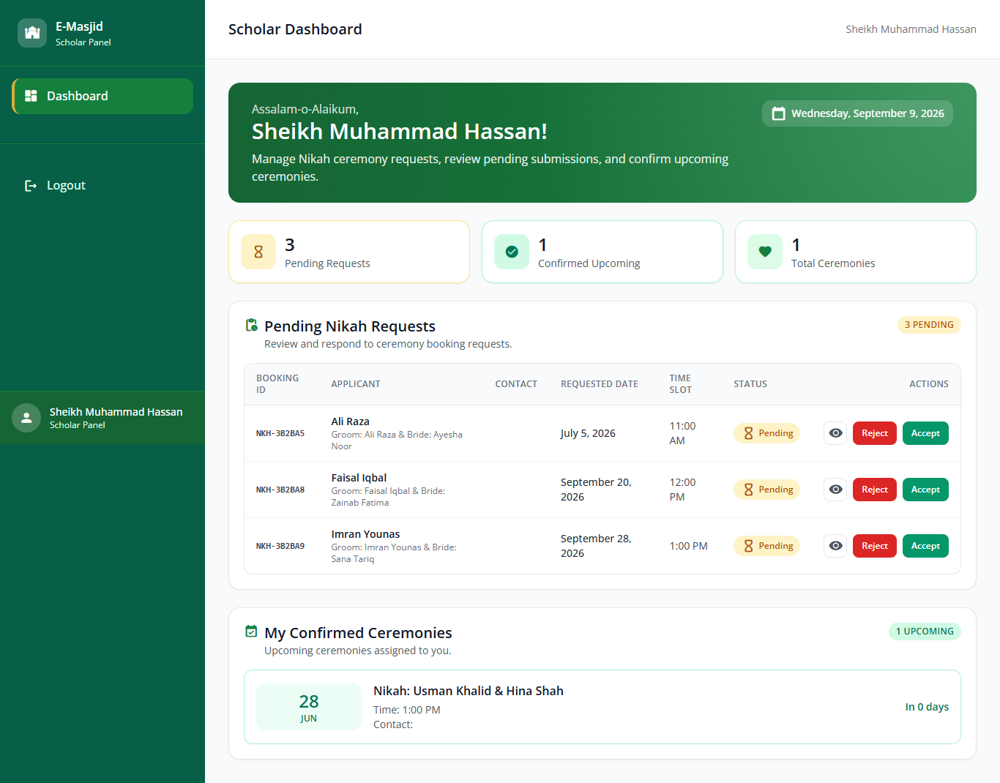 E-Masjid
Scholar Panel
Dashboard
Logout
Sheikh Muhammad Hassan
Scholar Panel
Scholar Dashboard
Sheikh Muhammad Hassan
Assalam-o-Alaikum,
Sheikh Muhammad Hassan!
Manage Nikah ceremony requests, review pending submissions, and confirm upcoming
ceremonies.
Wednesday, September 9, 2026
3
Pending Requests
1
Confirmed Upcoming
1
Total Ceremonies
Pending Nikah Requests
Review and respond to ceremony booking requests.
3 PENDING
BOOKING
ID
APPLICANT
CONTACT
REQUESTED DATE
TIME
SLOT
STATUS
ACTIONS
NKH-3B2BA5
Ali Raza
Groom: Ali Raza & Bride: Ayesha
Noor
July 5, 2026
11:00
AM
Pending
Reject
Accept
NKH-3B2BA8
Faisal Iqbal
Groom: Faisal Iqbal & Bride:
Zainab Fatima
September 20,
2026
12:00
PM
Pending
Reject
Accept
NKH-3B2BA9
Imran Younas
Groom: Imran Younas & Bride:
Sana Tariq
September 28,
2026
1:00 PM
Pending
Reject
Accept
My Confirmed Ceremonies
Upcoming ceremonies assigned to you.
1 UPCOMING
28
JUN
Nikah: Usman Khalid & Hina Shah
Time: 1:00 PM
Contact:
In 0 days